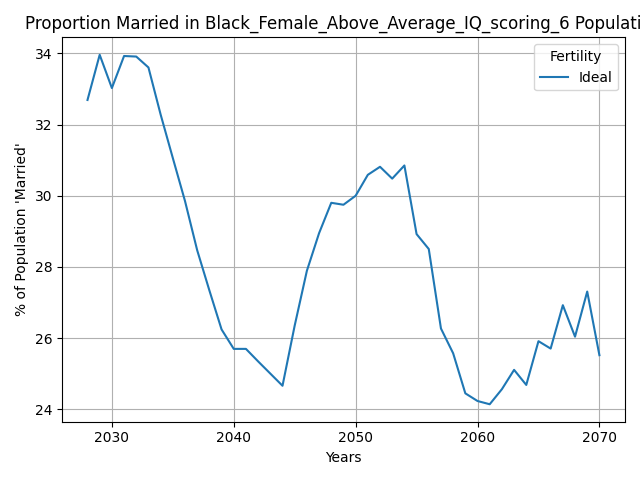 Proportion Married in Black_Female_Above_Average_IQ_scoring_6 Populati
Fertility
Ideal
% of Population 'Married'
34
32
30
28
26
24
2030 2040 2050 2060 2070
Years